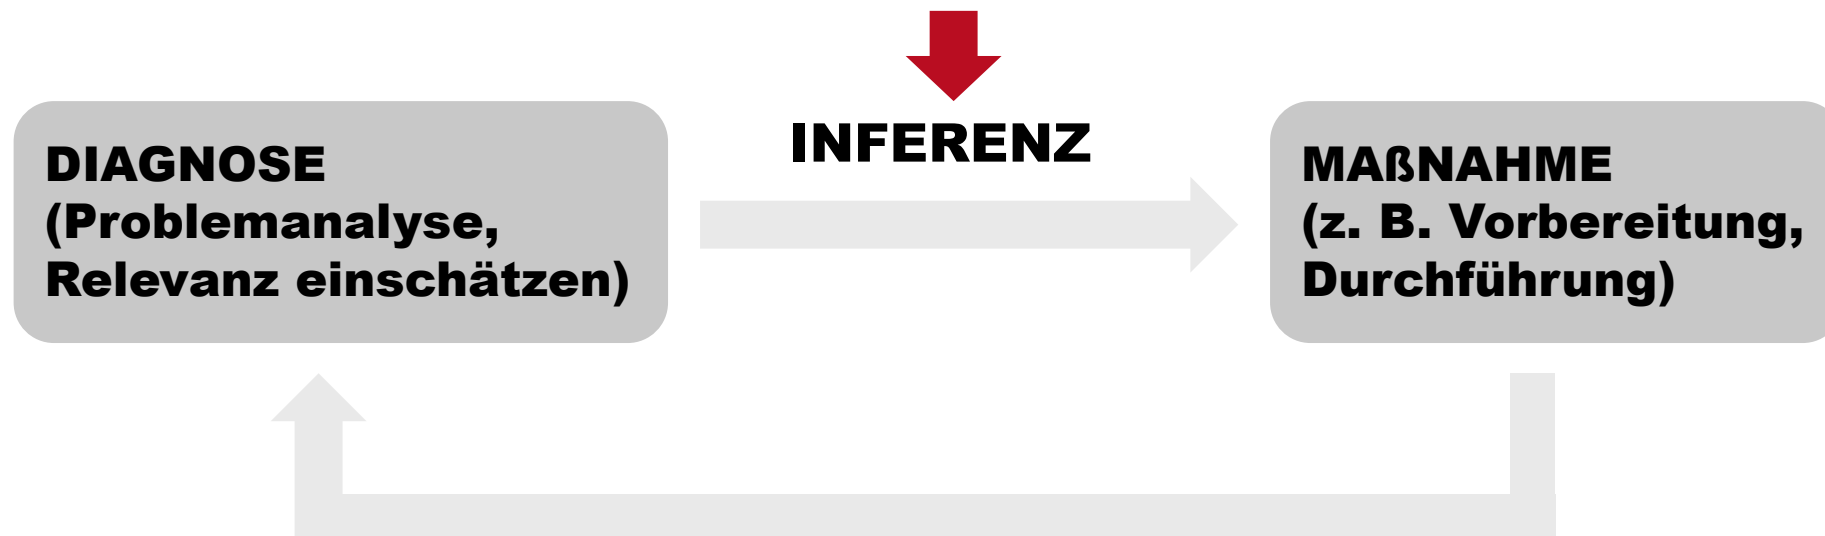 INFERENZ
DIAGNOSE
(Problemanalyse,
Relevanz einschätzen)
MAßNAHME
(z. B. Vorbereitung,
Durchführung)